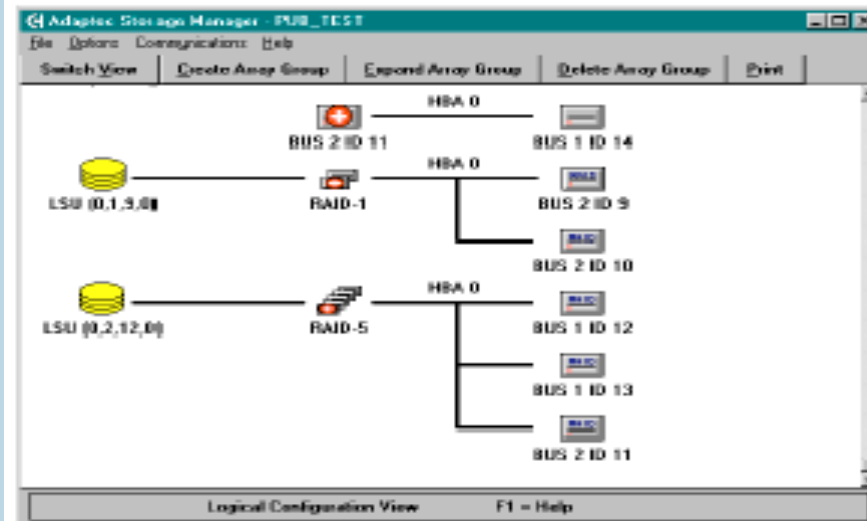 Adaptec Storage Manager - PUB_TEST
File Options Communications Help
Switch View Create Array Group Expand Array Group Delete Array Group Print
HBA 0
BUS 2 ID 11 BUS 1 ID 14
HBA 0
LSU (0,1,9,0) RAID-1 BUS 2 ID 9
BUS 2 ID 10
HBA 0
LSU (0,2,12,0) RAID-5 BUS 1 ID 12
BUS 1 ID 13
BUS 2 ID 11
Logical Configuration View F1 = Help